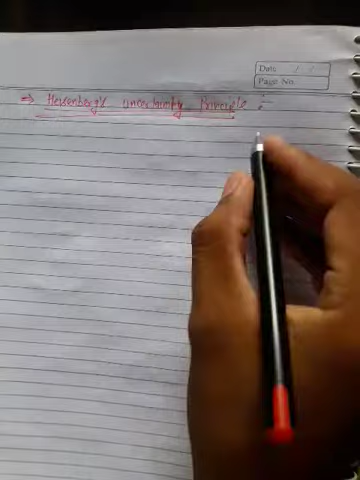 Date / /
Page No.
⇒ Heisenberg's uncertainty Principle :-